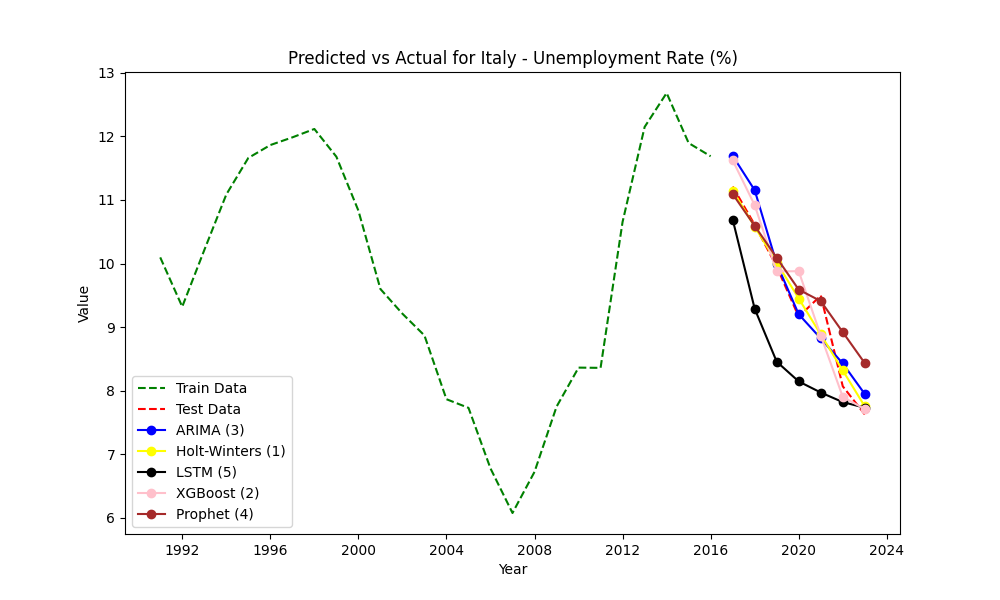 Predicted vs Actual for Italy - Unemployment Rate (%)
Value
13
12
11
10
9
8
7
6
Train Data
Test Data
ARIMA (3)
Holt-Winters (1)
LSTM (5)
XGBoost (2)
Prophet (4)
1992 1996 2000 2004 2008 2012 2016 2020 2024
Year